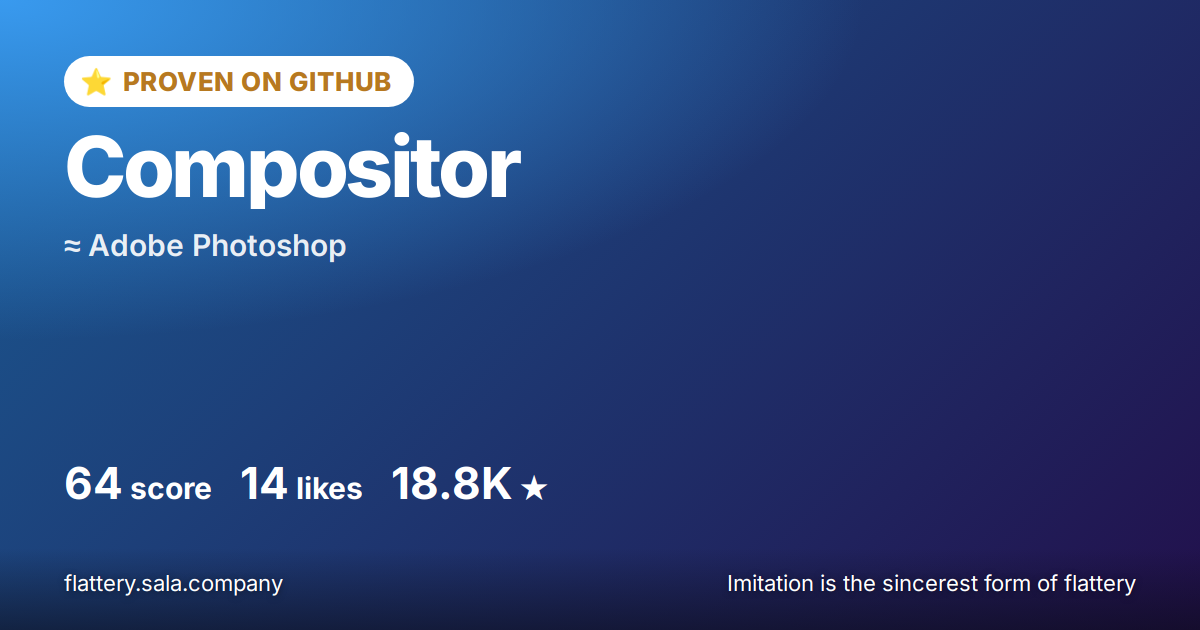 ⭐ PROVEN ON GITHUB
Compositor
≈ Adobe Photoshop
64 score 14 likes 18.8K ★
flattery.sala.company
Imitation is the sincerest form of flattery